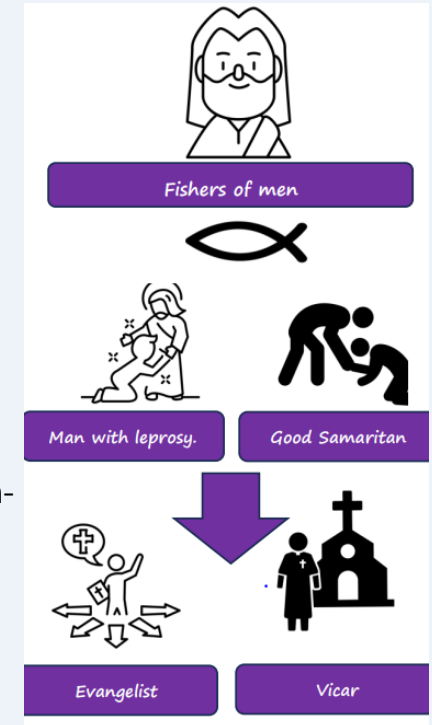 Fishers of men
Man with leprosy.
Good Samaritan
Evangelist
Vicar